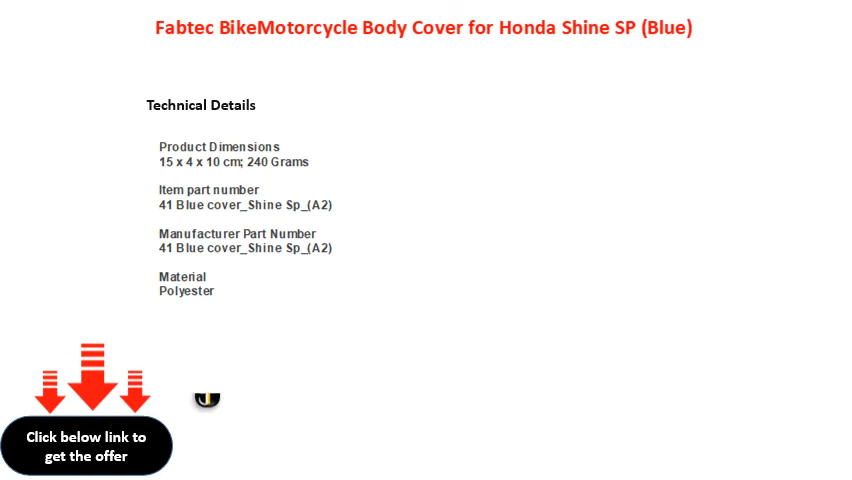 Fabtec BikeMotorcycle Body Cover for Honda Shine SP (Blue)
Technical Details
Product Dimensions
15 x 4 x 10 cm; 240 Grams
Item part number
41 Blue cover_Shine Sp_(A2)
Manufacturer Part Number
41 Blue cover_Shine Sp_(A2)
Material
Polyester
Click below link to
get the offer